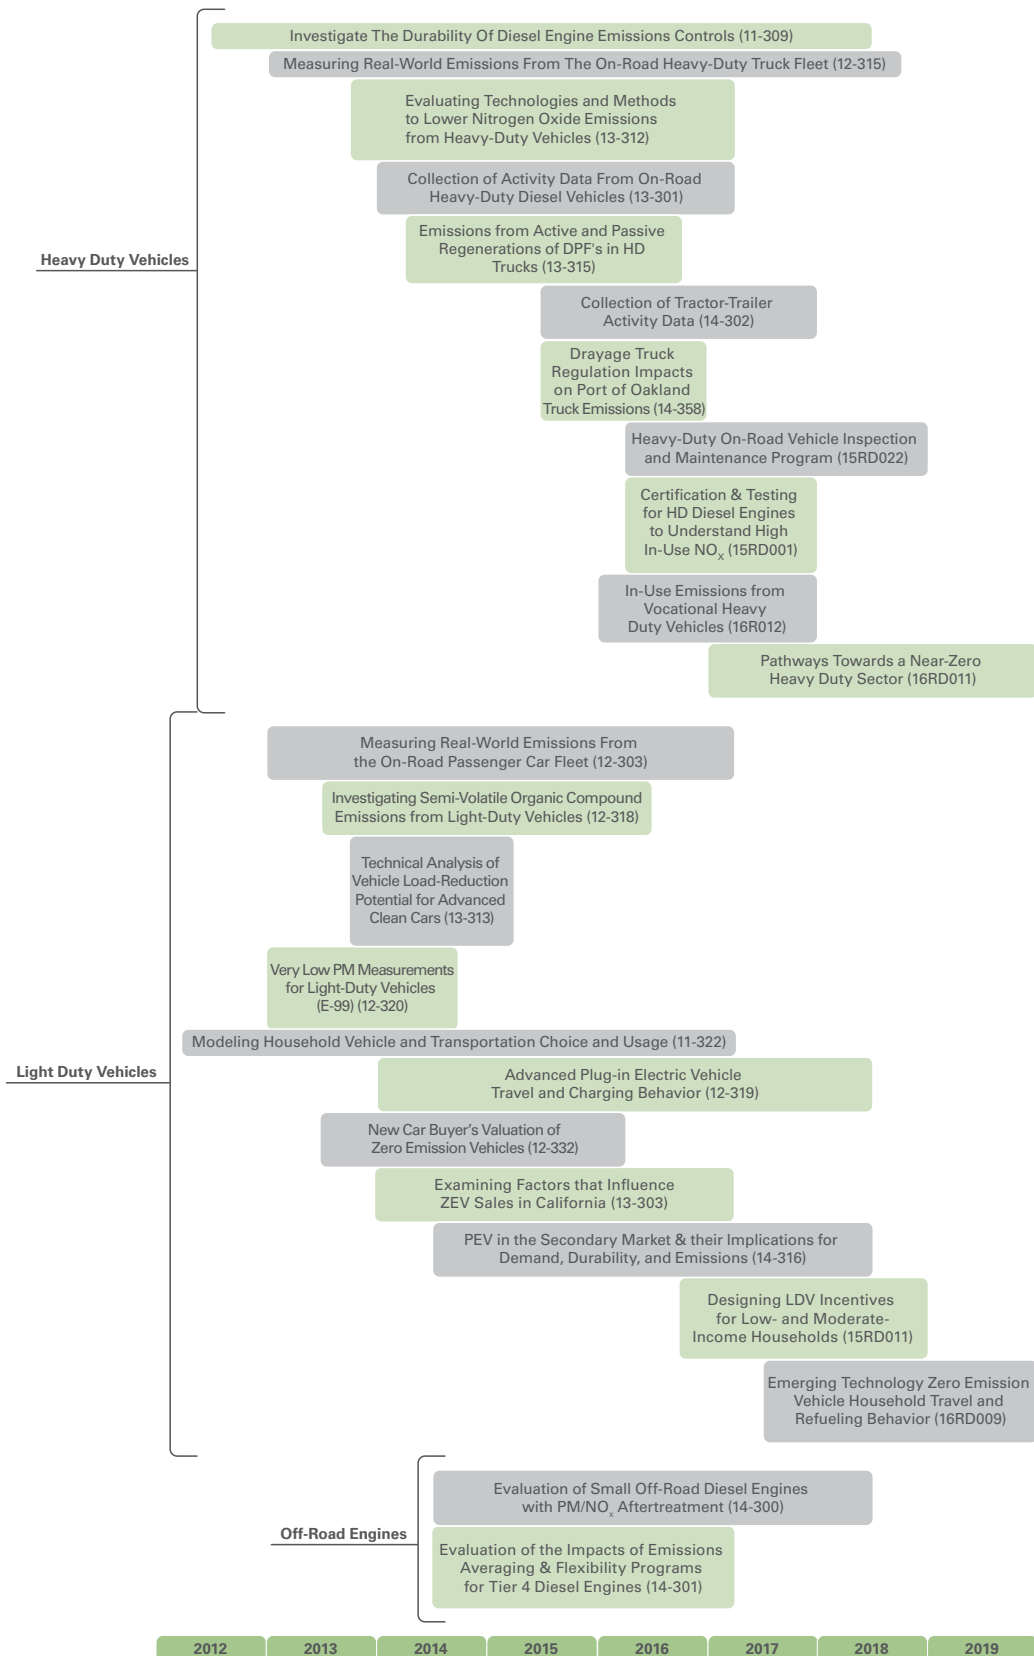 Investigate The Durability Of Diesel Engine Emissions Controls (11-309)
Measuring Real-World Emissions From The On-Road Heavy-Duty Truck Fleet (12-315)
Evaluating Technologies and Methods
to Lower Nitrogen Oxide Emissions
from Heavy-Duty Vehicles (13-312)
Collection of Activity Data From On-Road
Heavy-Duty Diesel Vehicles (13-301)
Emissions from Active and Passive
Regenerations of DPF's in HD
Trucks (13-315)
Heavy Duty Vehicles
Collection of Tractor-Trailer
Activity Data (14-302)
Drayage Truck
Regulation Impacts
on Port of Oakland
Truck Emissions (14-358)
Heavy-Duty On-Road Vehicle Inspection
and Maintenance Program (15RD022)
Certification & Testing
for HD Diesel Engines
to Understand High
In-Use NOx (15RD001)
In-Use Emissions from
Vocational Heavy
Duty Vehicles (16R012)
Pathways Towards a Near-Zero
Heavy Duty Sector (16RD011)
Measuring Real-World Emissions From
the On-Road Passenger Car Fleet (12-303)
Investigating Semi-Volatile Organic Compound
Emissions from Light-Duty Vehicles (12-318)
Technical Analysis of
Vehicle Load-Reduction
Potential for Advanced
Clean Cars (13-313)
Very Low PM Measurements
for Light-Duty Vehicles
(E-99) (12-320)
Modeling Household Vehicle and Transportation Choice and Usage (11-322)
Light Duty Vehicles
Advanced Plug-in Electric Vehicle
Travel and Charging Behavior (12-319)
New Car Buyer's Valuation of
Zero Emission Vehicles (12-332)
Examining Factors that Influence
ZEV Sales in California (13-303)
PEV in the Secondary Market & their Implications for
Demand, Durability, and Emissions (14-316)
Designing LDV Incentives
for Low- and Moderate-
Income Households (15RD011)
Emerging Technology Zero Emission
Vehicle Household Travel and
Refueling Behavior (16RD009)
Evaluation of Small Off-Road Diesel Engines
with PM/NOx Aftertreatment (14-300)
Off-Road Engines
Evaluation of the Impacts of Emissions
Averaging & Flexibility Programs
for Tier 4 Diesel Engines (14-301)
2012 2013 2014 2015 2016 2017 2018 2019